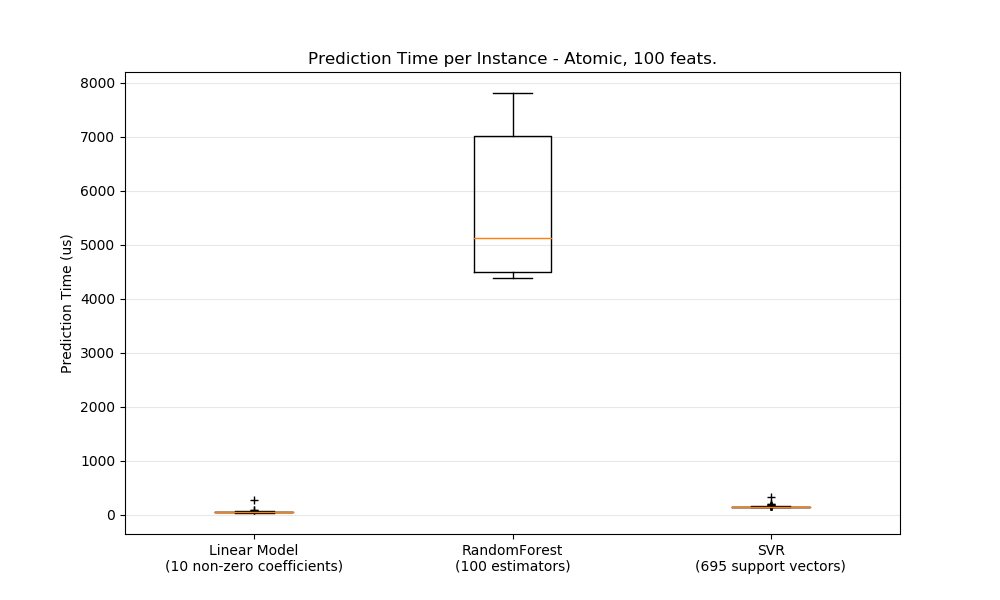 Prediction Time per Instance - Atomic, 100 feats.
8000
7000
6000
5000
4000
3000
2000
1000
0
Prediction Time (us)
Linear Model
(10 non-zero coefficients)
RandomForest
(100 estimators)
SVR
(695 support vectors)